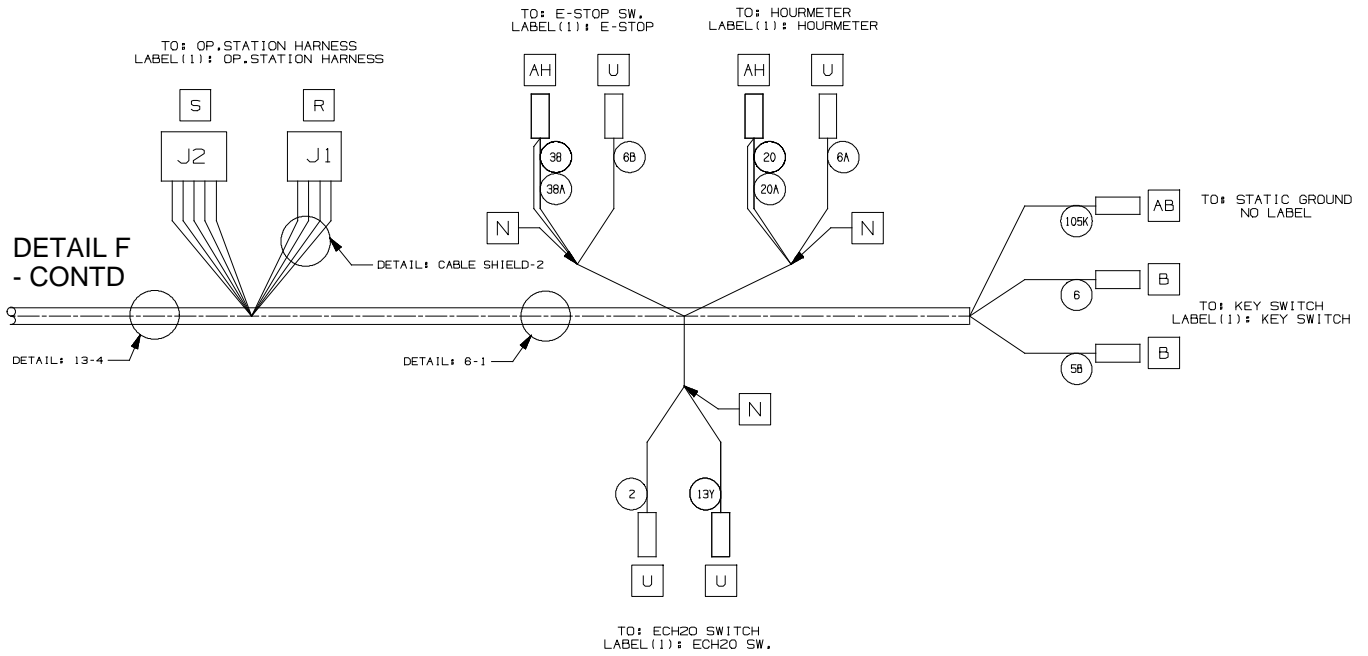 TO: E-STOP SW.
LABEL(1): E-STOP
TO: HOURMETER
LABEL(1): HOURMETER
TO: OP.STATION HARNESS
LABEL(1): OP.STATION HARNESS
AH
U
AH
U
S
R
J2
J1
38
38A
6B
20
20A
6A
N
N
105K
AB
TO: STATIC GROUND
NO LABEL
DETAIL F
- CONTD
DETAIL: CABLE SHIELD-2
6
B
TO: KEY SWITCH
LABEL(1): KEY SWITCH
DETAIL: 13-4
DETAIL: 6-1
5B
B
N
2
13Y
U
U
TO: ECH2O SWITCH
LABEL(1): ECH2O SW.